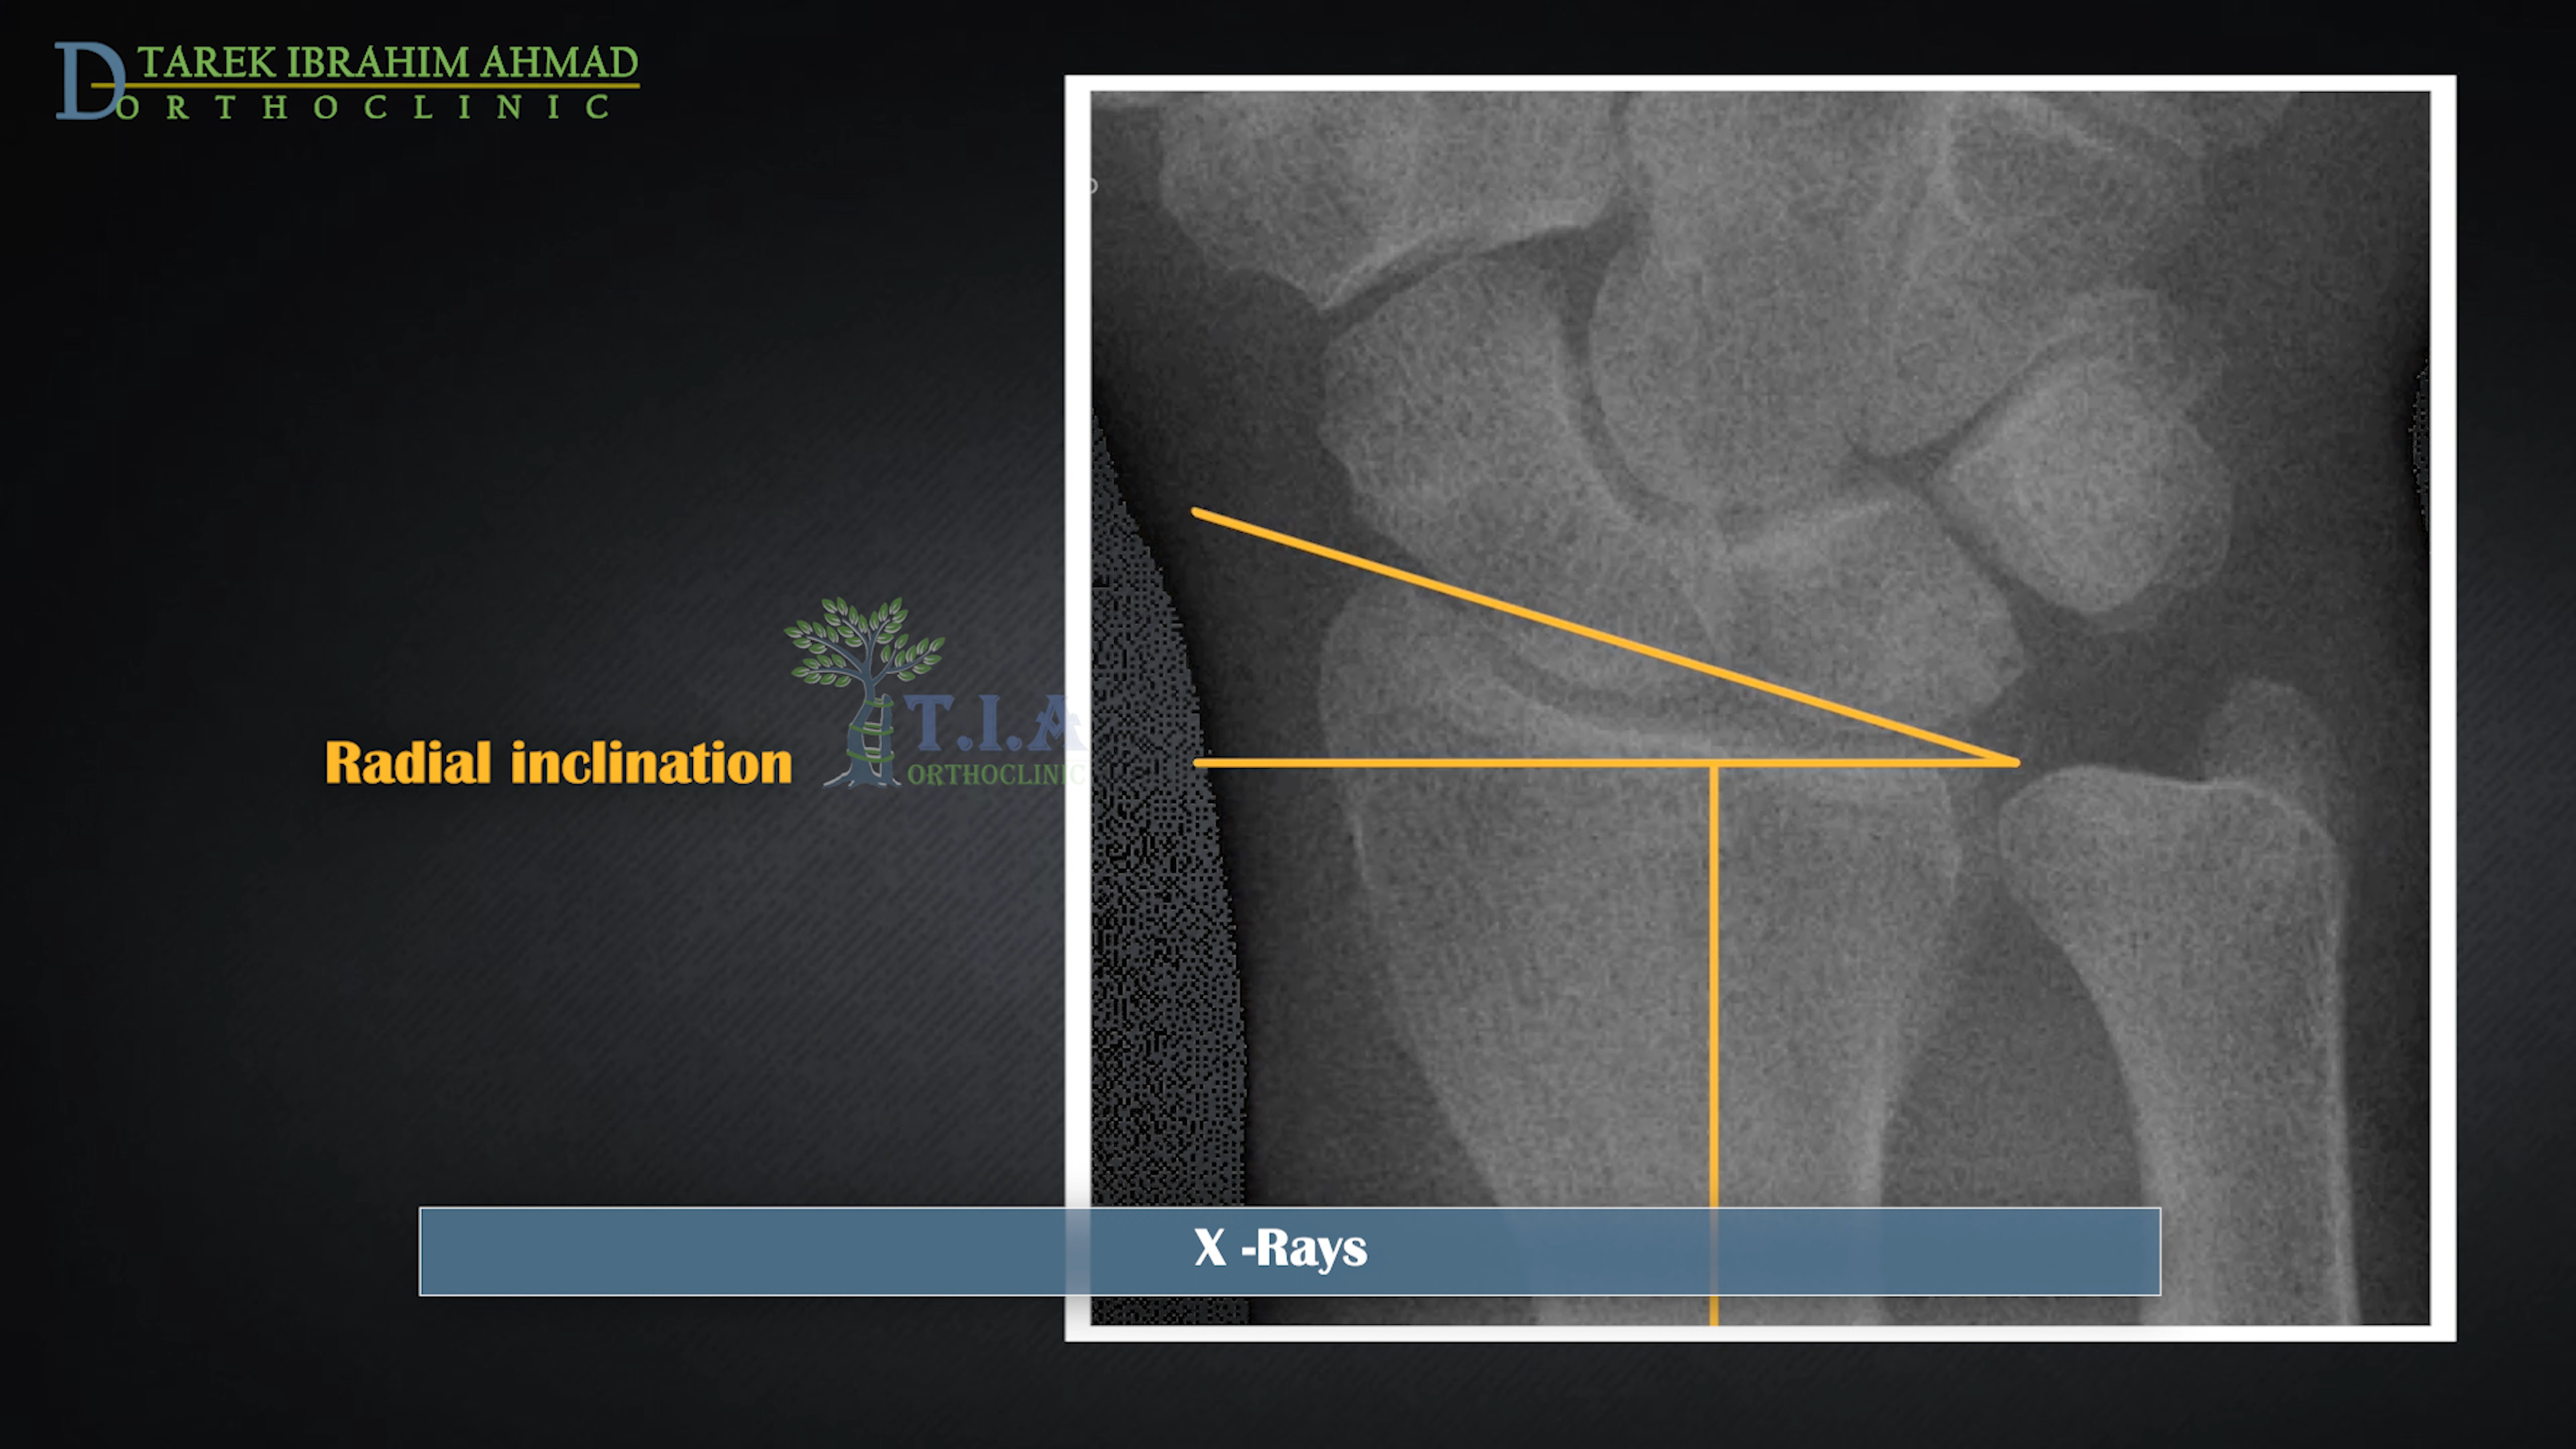 DTAREK IBRAHIM AHMAD
ORTHOCLINIC
Radial inclination
T.I.A
ORTHOCLINIC
X -Rays